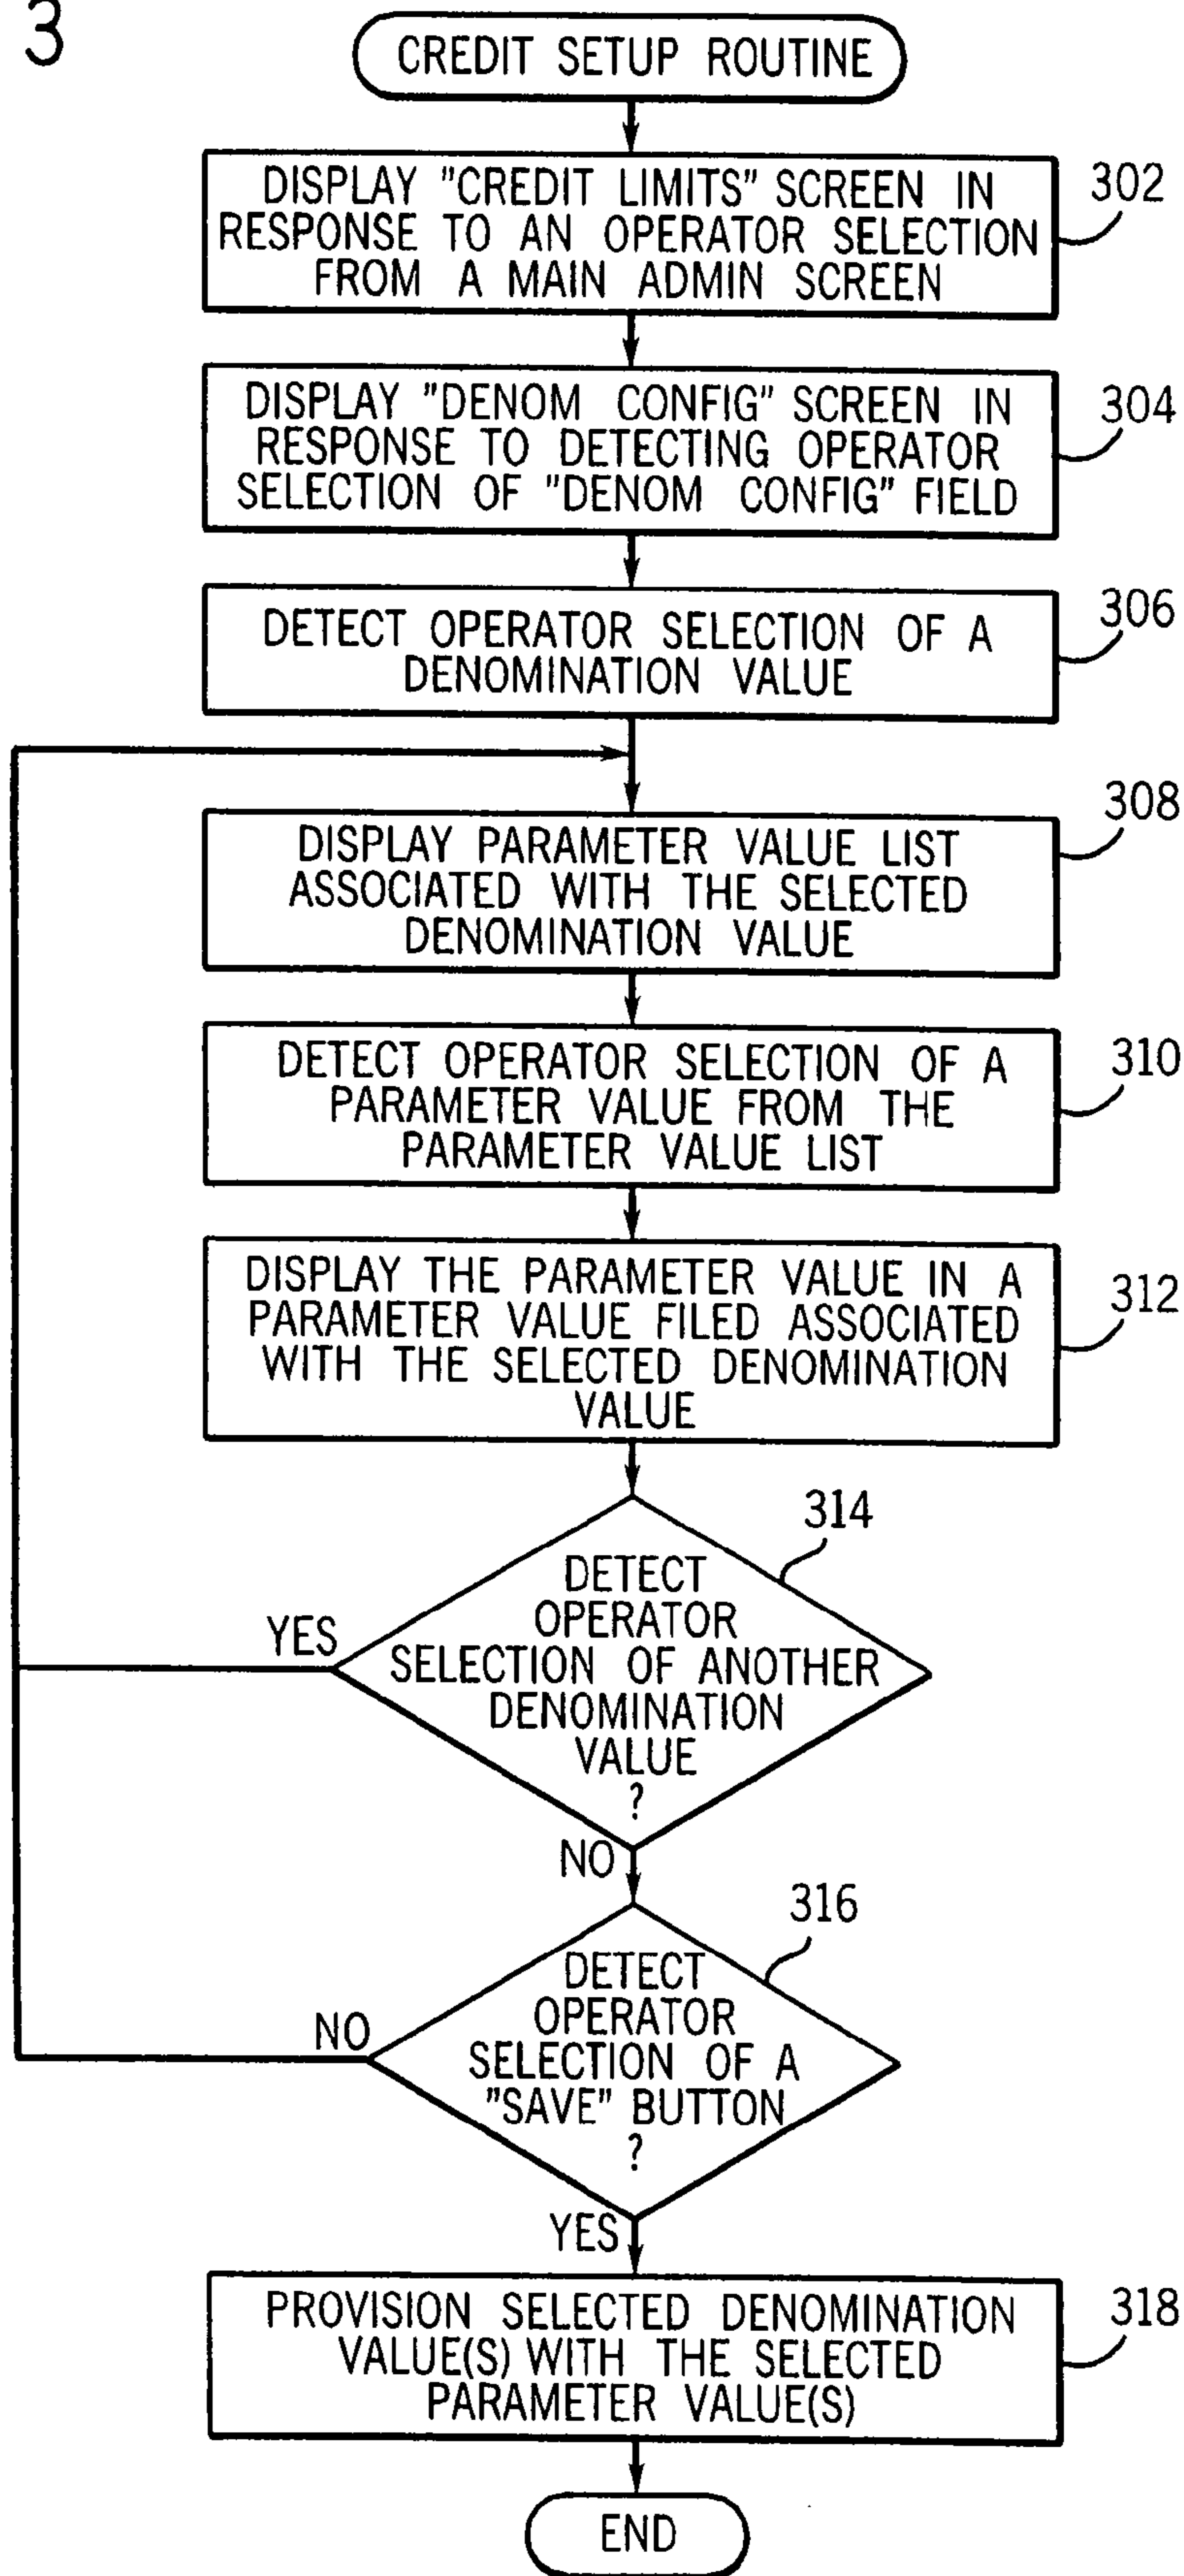 3
CREDIT SETUP ROUTINE
DISPLAY "CREDIT LIMITS" SCREEN IN
RESPONSE TO AN OPERATOR SELECTION
FROM A MAIN ADMIN SCREEN
302
DISPLAY "DENOM CONFIG" SCREEN IN
RESPONSE TO DETECTING OPERATOR
SELECTION OF "DENOM CONFIG" FIELD
304
DETECT OPERATOR SELECTION OF A
DENOMINATION VALUE
306
DISPLAY PARAMETER VALUE LIST
ASSOCIATED WITH THE SELECTED
DENOMINATION VALUE
308
DETECT OPERATOR SELECTION OF A
PARAMETER VALUE FROM THE
PARAMETER VALUE LIST
310
DISPLAY THE PARAMETER VALUE IN A
PARAMETER VALUE FILED ASSOCIATED
WITH THE SELECTED DENOMINATION
VALUE
312
314
DETECT
OPERATOR
SELECTION OF ANOTHER
DENOMINATION
VALUE
?
YES
NO
316
DETECT
OPERATOR
SELECTION OF A
"SAVE" BUTTON
?
NO
YES
PROVISION SELECTED DENOMINATION
VALUE(S) WITH THE SELECTED
PARAMETER VALUE(S)
318
END